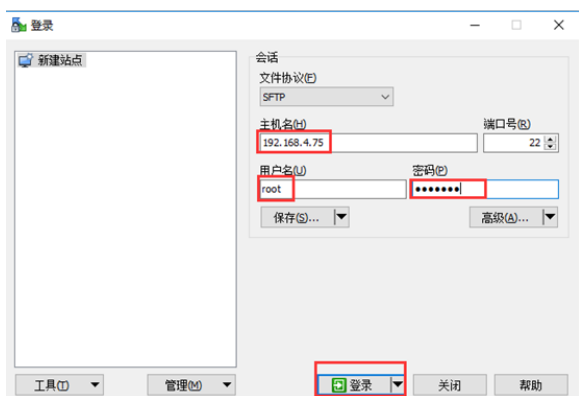 登录
新建站点
会话
文件协议(F)
SFTP
主机名(H)
端口号(R)
192.168.4.75
22
用户名(U)
密码(P)
root
•••••••
保存(S)...
高级(A)...
工具(T)
管理(M)
登录
关闭
帮助